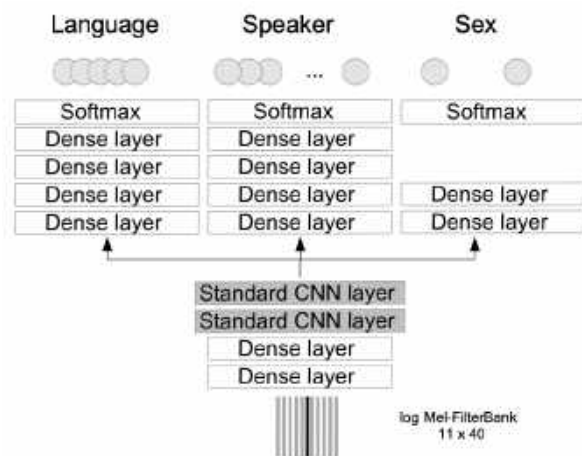 Language Speaker Sex
...
Softmax Softmax Softmax
Dense layer Dense layer
Dense layer Dense layer
Dense layer Dense layer Dense layer
Dense layer Dense layer Dense layer
Standard CNN layer
Standard CNN layer
Dense layer
Dense layer
log Mel-FilterBank
11 x 40